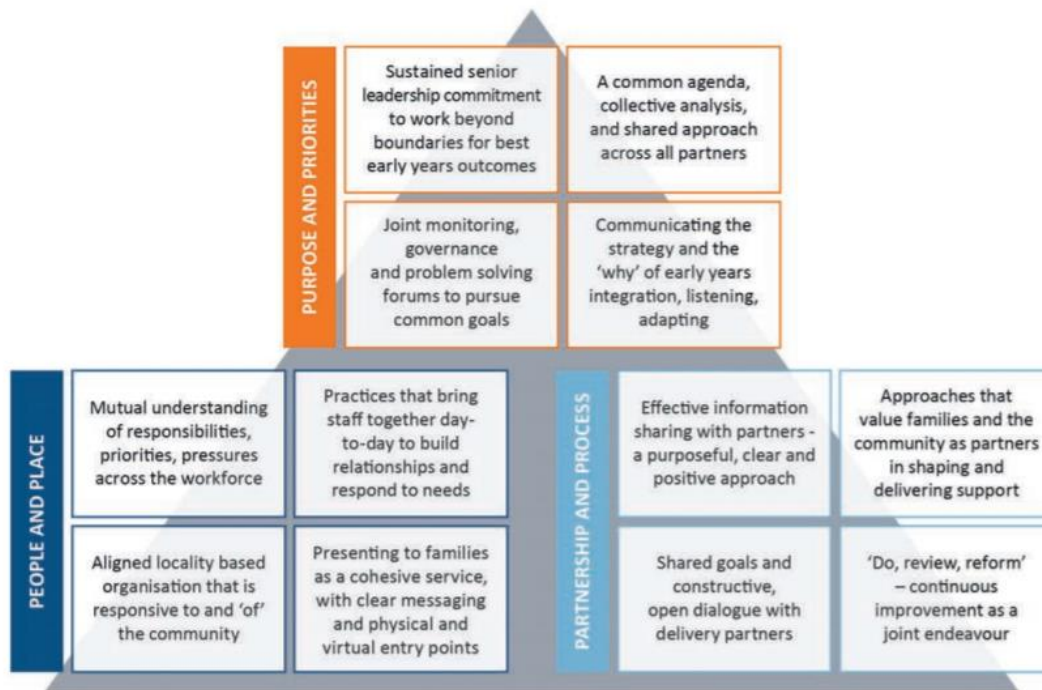 PURPOSE AND PRIORITIES
Sustained senior
leadership commitment
to work beyond
boundaries for best
early years outcomes
A common agenda,
collective analysis,
and shared approach
across all partners
Joint monitoring,
governance
and problem solving
forums to pursue
common goals
Communicating the
strategy and the
‘why’ of early years
integration, listening,
adapting
PEOPLE AND PLACE
Mutual understanding
of responsibilities,
priorities, pressures
across the workforce
Practices that bring
staff together day-
to-day to build
relationships and
respond to needs
Aligned locality based
organisation that is
responsive to and ‘of’
the community
Presenting to families
as a cohesive service,
with clear messaging
and physical and
virtual entry points
PARTNERSHIP AND PROCESS
Effective information
sharing with partners -
a purposeful, clear and
positive approach
Approaches that
value families and the
community as partners
in shaping and
delivering support
Shared goals and
constructive,
open dialogue with
delivery partners
‘Do, review, reform’
– continuous
improvement as a
joint endeavour